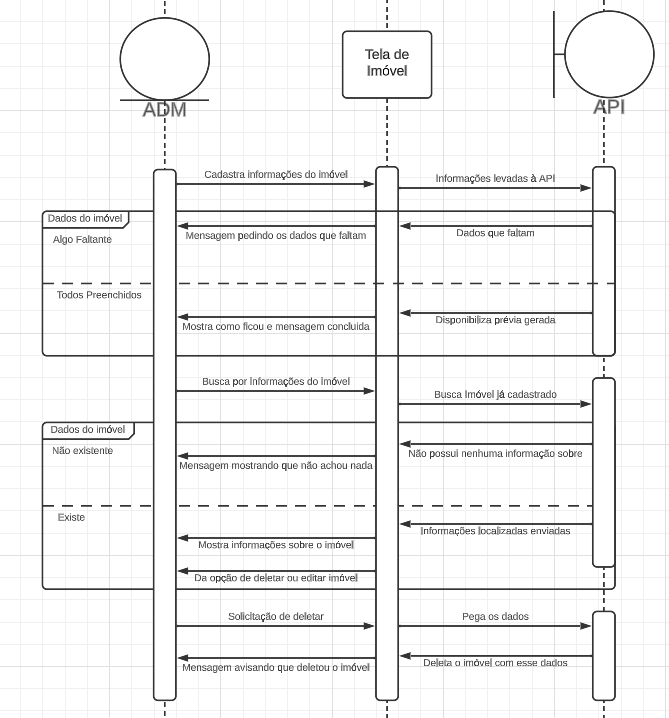 Tela de
Imóvel
ADM
API
Cadastra informações do imóvel
Informações levadas à API
Dados do imóvel
Algo Faltante
Mensagem pedindo os dados que faltam
Dados que faltam
Todos Preenchidos
Mostra como ficou e mensagem concluida
Disponibiliza prévia gerada
Busca por informações do imóvel
Busca imóvel já cadastrado
Dados do imóvel
Não existente
Mensagem mostrando que não achou nada
Não possui nenhuma informação sobre
Existe
Informações localizadas enviadas
Mostra informações sobre o imóvel
Da opção de deletar ou editar imóvel
Solicitação de deletar
Pega os dados
Mensagem avisando que deletou o imóvel
Deleta o imóvel com esse dados